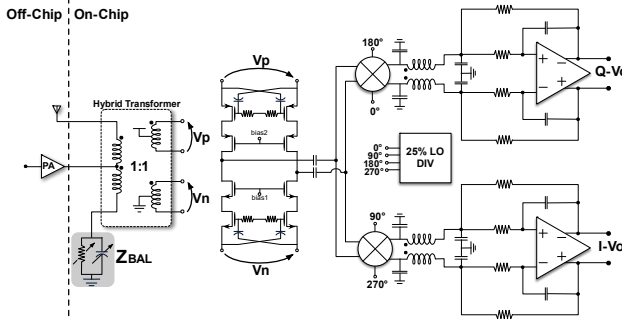 Off-Chip
On-Chip
Hybrid Transformer
PA
1:1
Vp
Vn
ZBAL
Vp
bias2
bias1
Vn
180°
0°
0°
90°
180°
270°
25% LO
DIV
90°
270°
Q-Vo
I-Vo